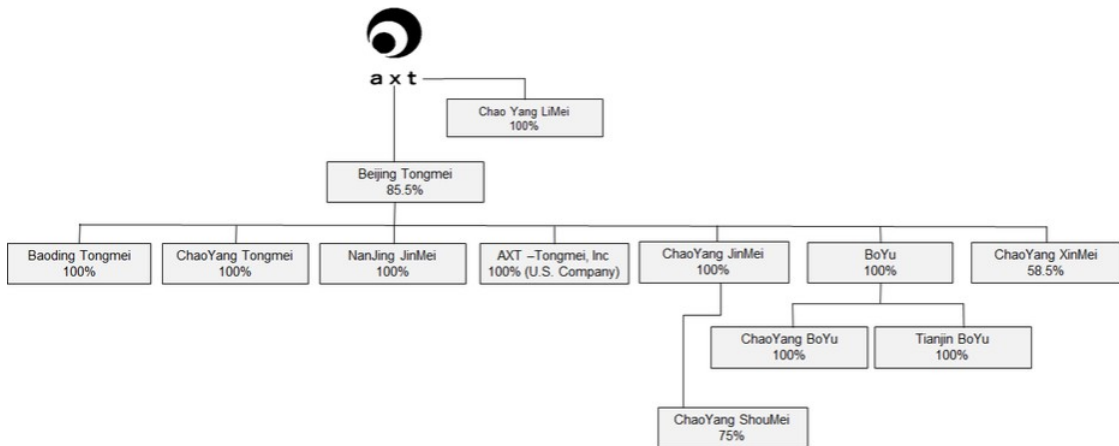 axt
Chao Yang LiMei
100%
Beijing Tongmei
85.5%
Baoding Tongmei
100%
ChaoYang Tongmei
100%
NanJing JinMei
100%
AXT –Tongmei, Inc
100% (U.S. Company)
ChaoYang JinMei
100%
BoYu
100%
ChaoYang XinMei
58.5%
ChaoYang BoYu
100%
Tianjin BoYu
100%
ChaoYang ShouMei
75%